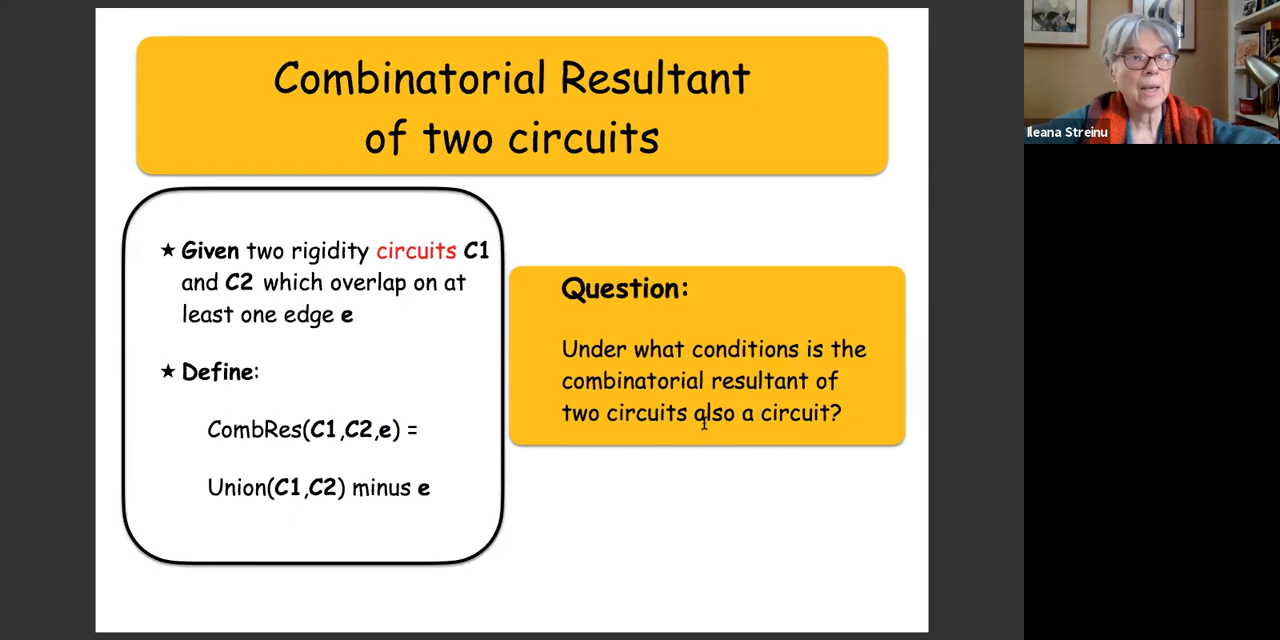 Combinatorial Resultant
of two circuits
★ Given two rigidity circuits C1
and C2 which overlap on at
least one edge e
★ Define:
CombRes(C1,C2,e) =
Union(C1,C2) minus e
Question:
Under what conditions is the
combinatorial resultant of
two circuits also a circuit?
Ileana Streinu